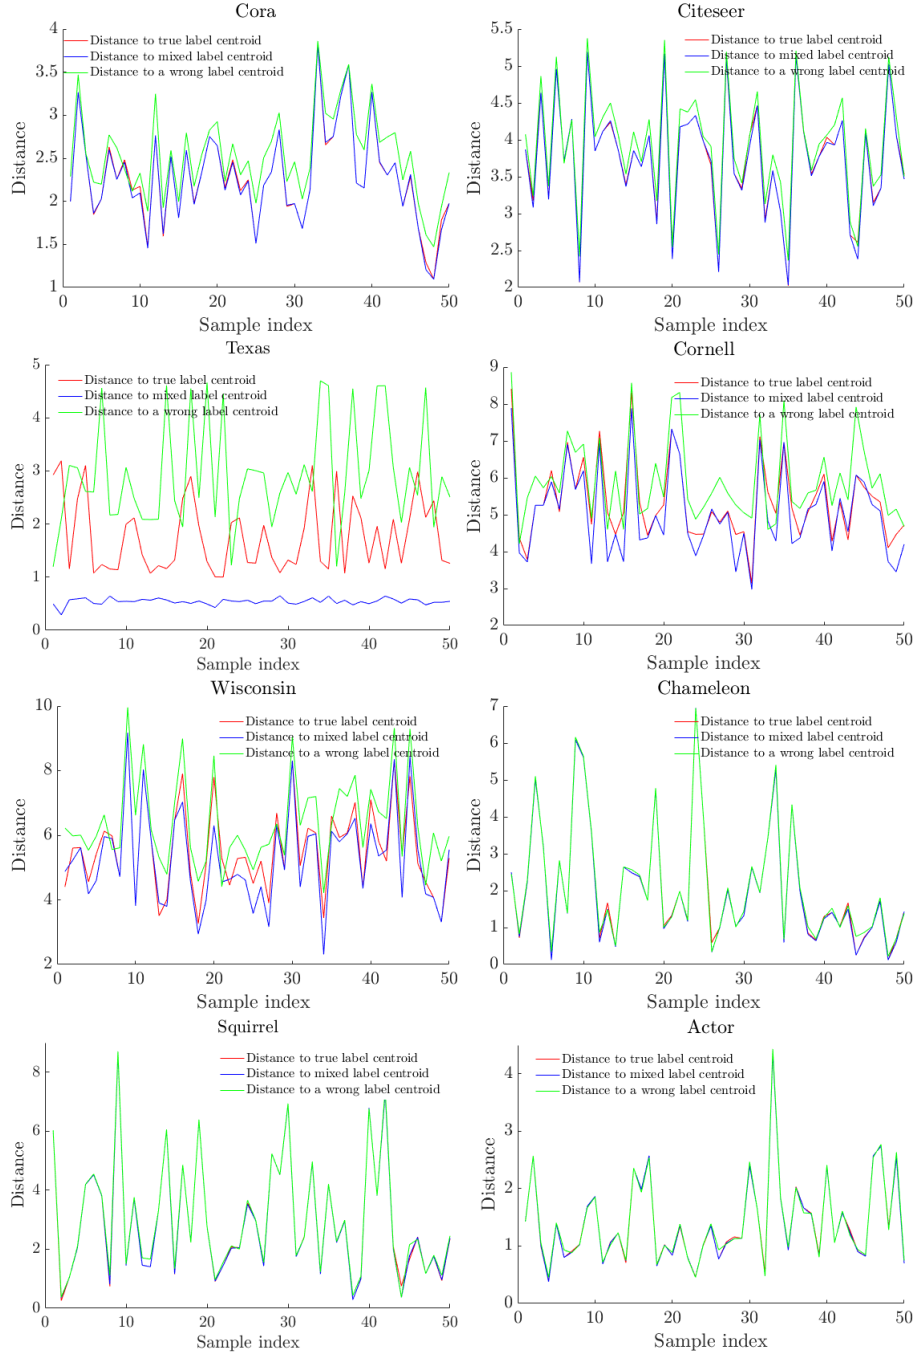 Cora
4
3.5
3
2.5
2
1.5
1
Distance
Distance to true label centroid
Distance to mixed label centroid
Distance to a wrong label centroid
0 10 20 30 40 50
Sample index
Citeseer
5.5
5
4.5
4
3.5
3
2.5
2
Distance
Distance to true label centroid
Distance to mixed label centroid
Distance to a wrong label centroid
0 10 20 30 40 50
Sample index
Texas
5
4
3
2
1
0
Distance
Distance to true label centroid
Distance to mixed label centroid
Distance to a wrong label centroid
0 10 20 30 40 50
Sample index
Cornell
9
8
7
6
5
4
3
2
Distance
Distance to true label centroid
Distance to mixed label centroid
Distance to a wrong label centroid
0 10 20 30 40 50
Sample index
Wisconsin
10
8
6
4
2
Distance
Distance to true label centroid
Distance to mixed label centroid
Distance to a wrong label centroid
0 10 20 30 40 50
Sample index
Chameleon
7
6
5
4
3
2
1
0
Distance
Distance to true label centroid
Distance to mixed label centroid
Distance to a wrong label centroid
0 10 20 30 40 50
Sample index
Squirrel
8
6
4
2
0
Distance
Distance to true label centroid
Distance to mixed label centroid
Distance to a wrong label centroid
0 10 20 30 40 50
Sample index
Actor
4
3
2
1
0
Distance
Distance to true label centroid
Distance to mixed label centroid
Distance to a wrong label centroid
0 10 20 30 40 50
Sample index